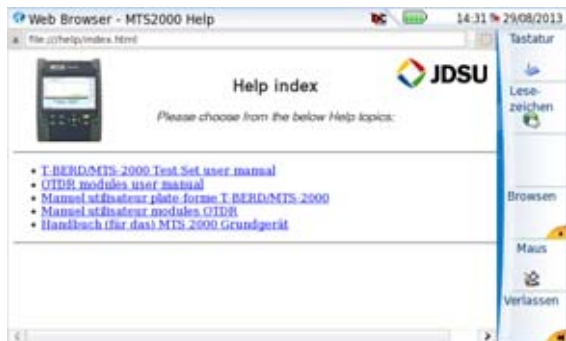 Web Browser - MTS2000 Help
14:31
29/08/2013
file:///help/index.html
JDSU
Help index
Please choose from the below Help topics:
T-BERD/MTS-2000 Test Set user manual
OTDR modules user manual
Manuel utilisateur plate-forme T-BERD/MTS-2000
Manuel utilisateur modules OTDR
Handbuch (für das) MTS 2000 Grundgerät
Tastatur
Lese-
zeichen
Browsen
Maus
Verlassen